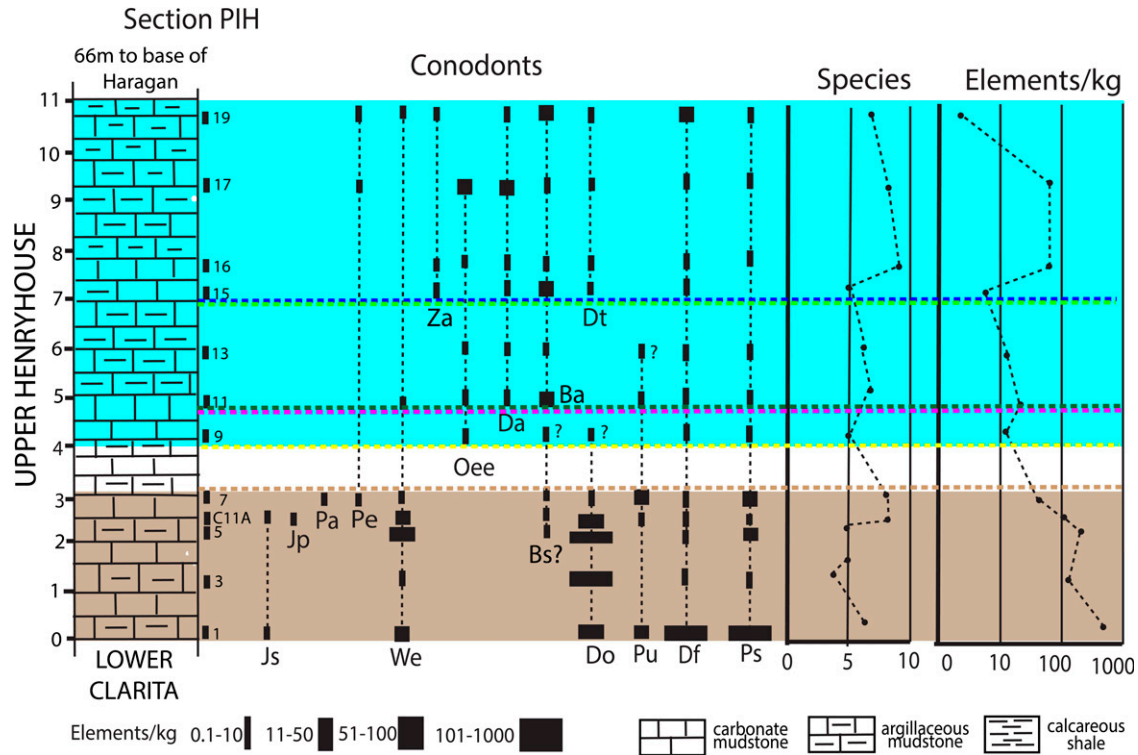 Section PIH
66m to base of
Haragan
Conodonts
Species
Elements/kg
UPPER HENRYHOUSE
11
10
9
8
7
6
5
4
3
2
1
0
19
17
16
15
13
11
9
7
C11A
5
3
1
Za
Dt
?
Ba
Da
? ?
Oee
Pa
Pe
Jp
Bs?
Js
We
Do
Pu
Df
Ps
0 5 10
0 10 100 1000
LOWER
CLARITA
Elements/kg 0.1-10 11-50 51-100 101-1000
carbonate
mudstone
argillaceous
mudstone
calcareous
shale